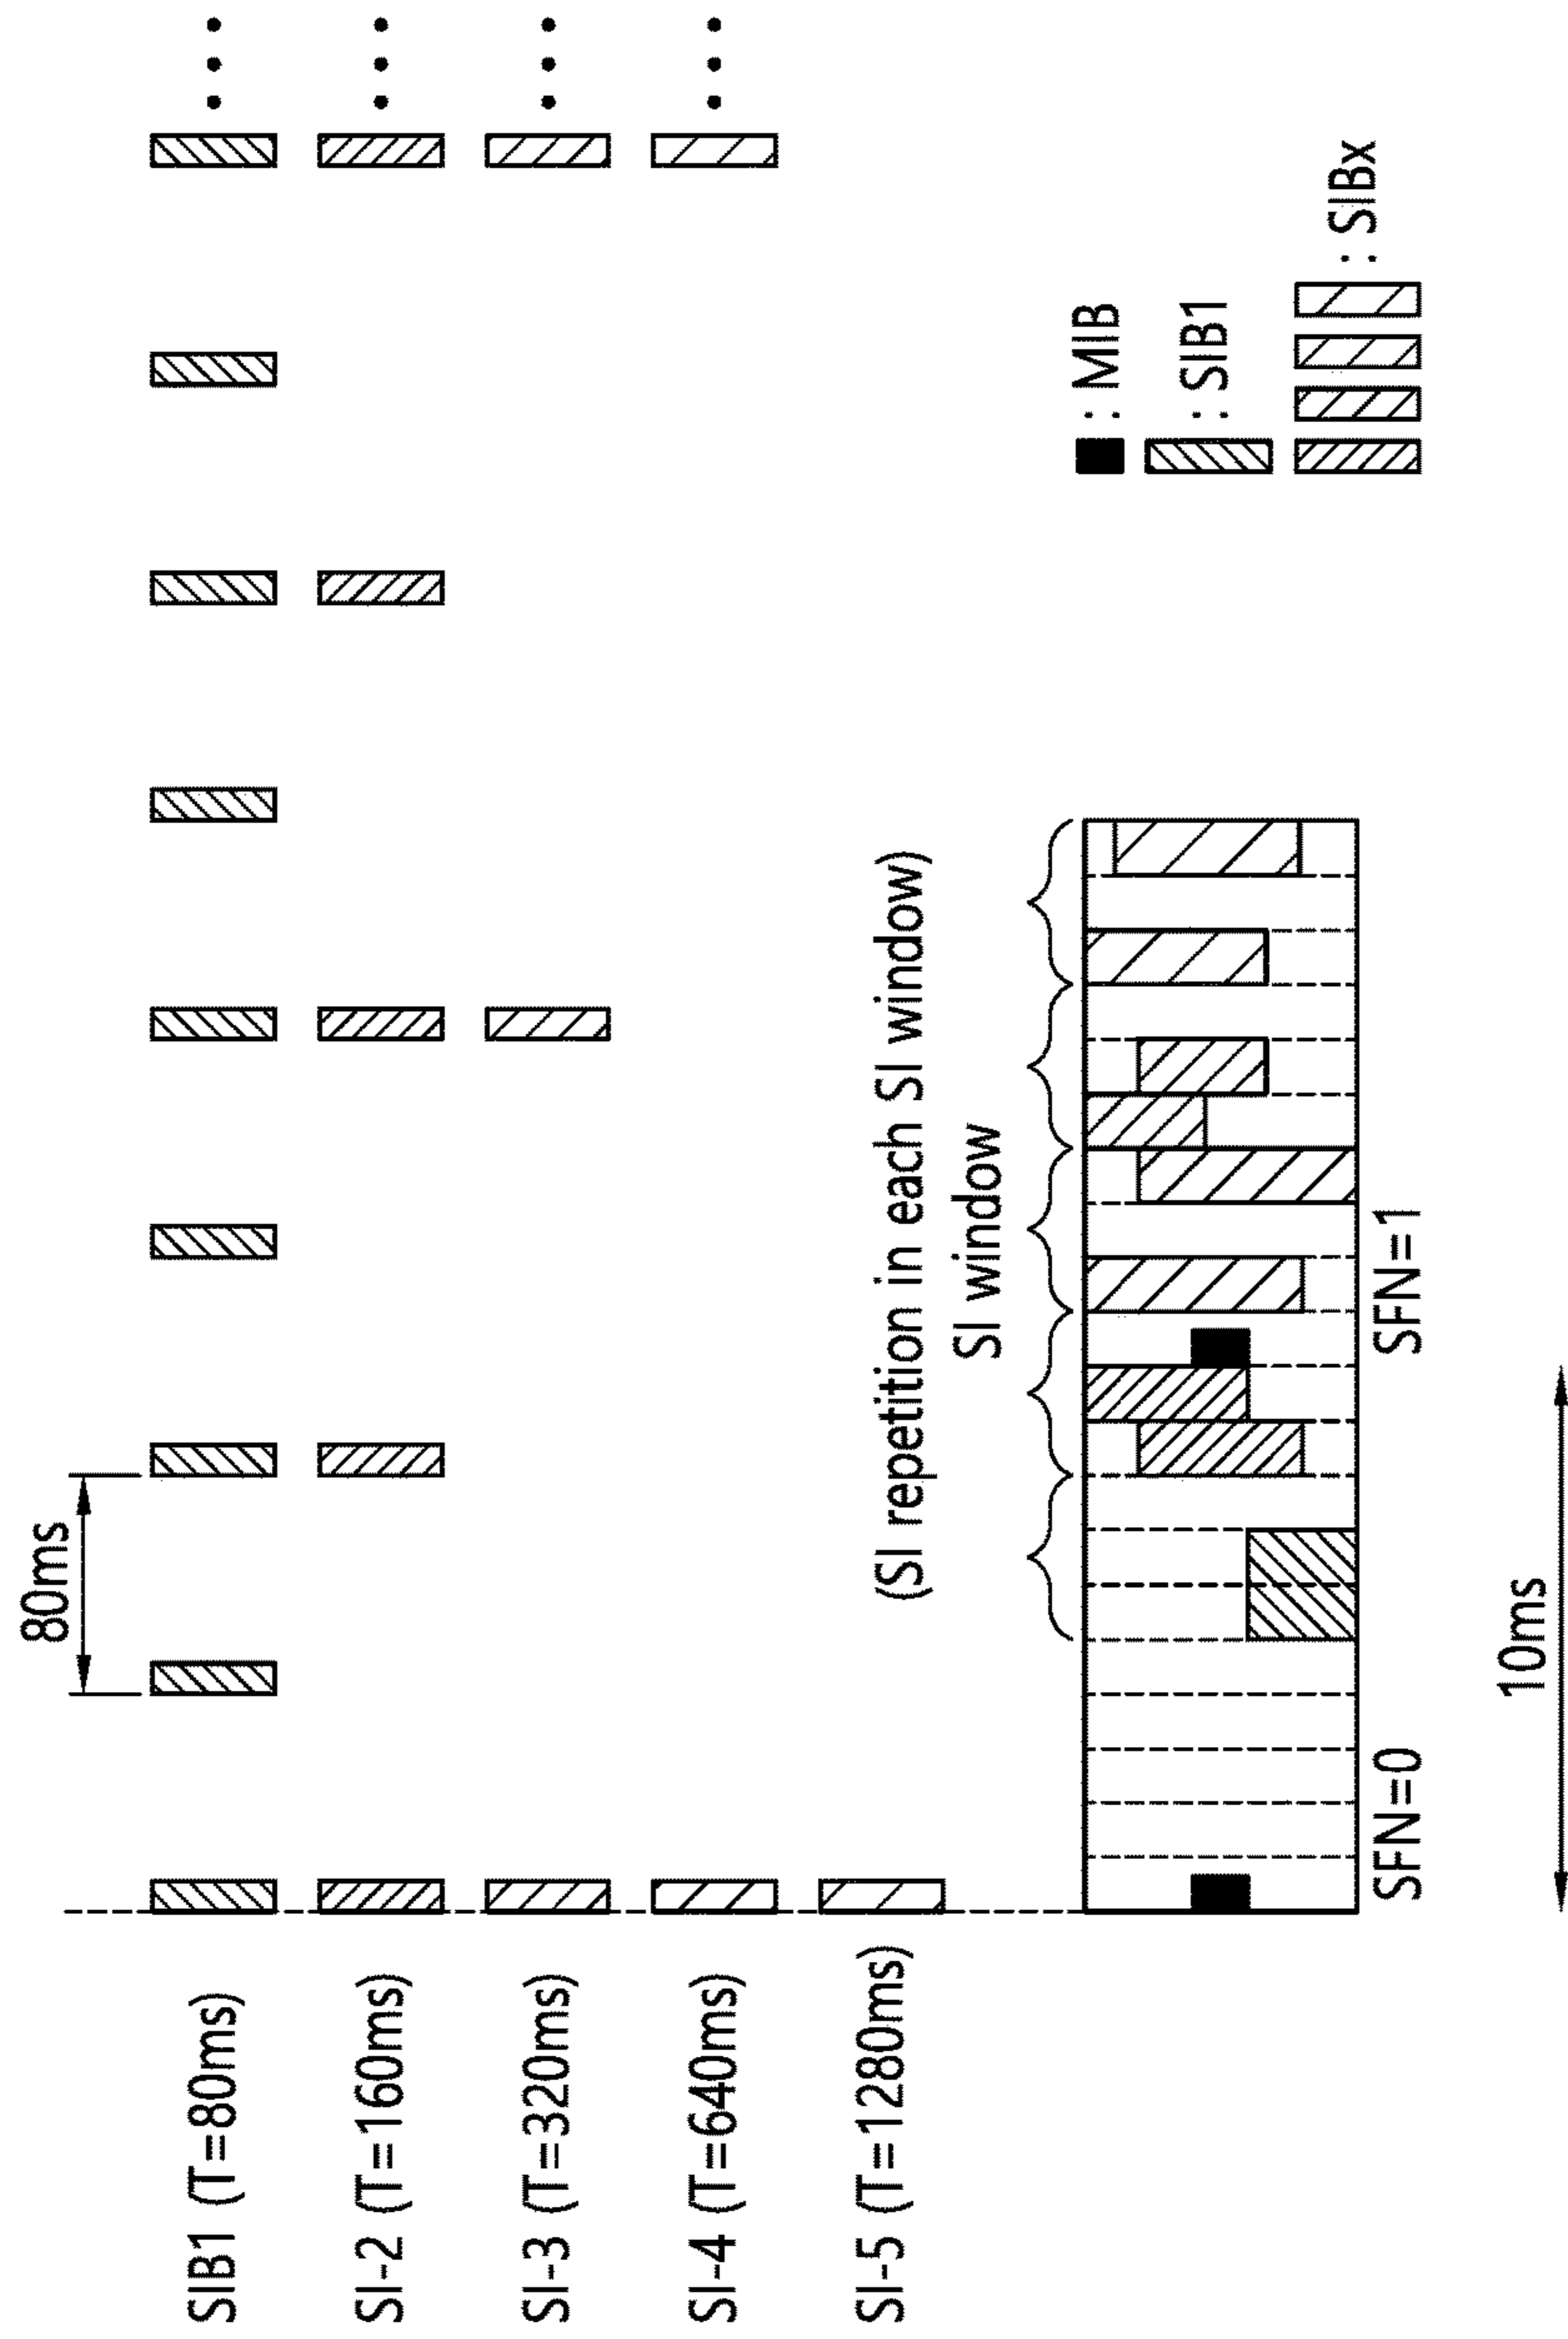 80ms
SIB1 (T=80ms)
SI-2 (T=160ms)
SI-3 (T=320ms)
SI-4 (T=640ms)
SI-5 (T=1280ms)
(SI repetition in each SI window)
SI window
SFN=0
SFN=1
10ms
: MIB
: SIB1
: SIBx